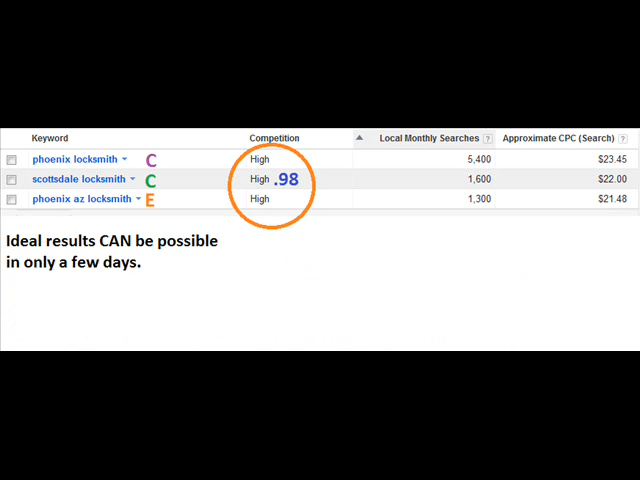 Keyword Competition Local Monthly Searches ? Approximate CPC (Search) ?
phoenix locksmith C High 5,400 $23.45
scottsdale locksmith C High .98 1,600 $22.00
phoenix az locksmith E High 1,300 $21.48
Ideal results CAN be possible
in only a few days.